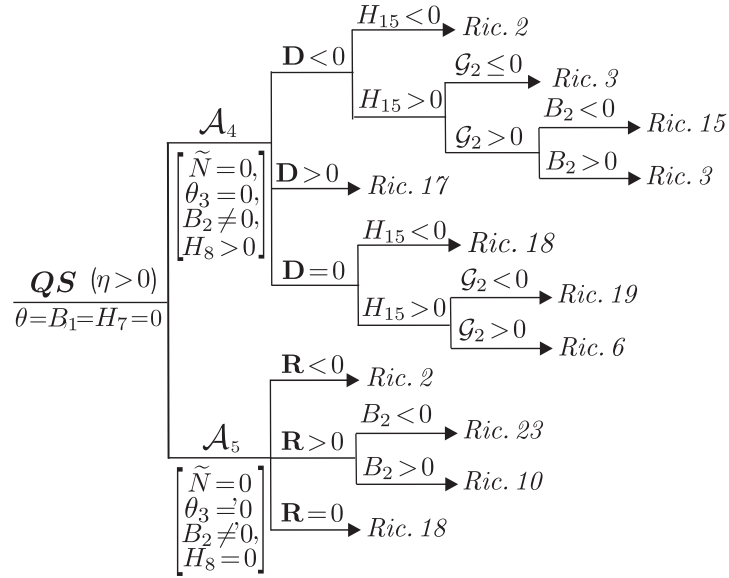 H₁₅<0
Ric. 2
D<0
𝒢₂≤0
Ric. 3
H₁₅>0
B₂<0
Ric. 15
𝒢₂>0
B₂>0
Ric. 3
𝒜₄
[Ñ=0,
θ₃=0,
B₂≠0,
H₈>0]
D>0
Ric. 17
H₁₅<0
Ric. 18
D=0
𝒢₂<0
Ric. 19
H₁₅>0
𝒢₂>0
Ric. 6
QS (η>0)
θ=B₁=H₇=0
R<0
Ric. 2
𝒜₅
B₂<0
Ric. 23
R>0
B₂>0
Ric. 10
[Ñ=0,
θ₃=0,
B₂≠0,
H₈=0]
R=0
Ric. 18